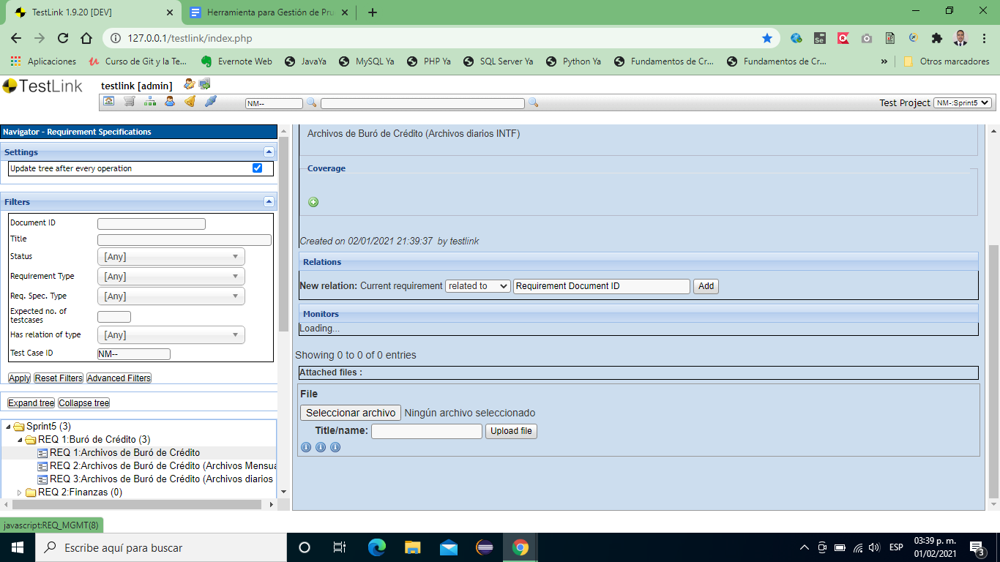 TestLink 1.9.20 [DEV]
Herramienta para Gestión de Pru
127.0.0.1/testlink/index.php
Se
Aplicaciones
Curso de Git y la Te...
Evernote Web
JavaYa
MySQL Ya
PHP Ya
SQL Server Ya
Python Ya
Fundamentos de Cr...
Fundamentos de Cr...
»
Otros marcadores
TestLink
testlink [admin]
NM--
Test Project
NM-:Sprint5
Navigator - Requirement Specifications
Settings
Update tree after every operation
Filters
Document ID
Title
Status
[Any]
Requirement Type
[Any]
Req. Spec. Type
[Any]
Expected no. of
testcases
Has relation of type
[Any]
Test Case ID
NM--
Apply
Reset Filters
Advanced Filters
Expand tree
Collapse tree
Sprint5 (3)
REQ 1:Buró de Crédito (3)
REQ 1:Archivos de Buró de Crédito
REQ 2:Archivos de Buró de Crédito (Archivos Mensua
REQ 3:Archivos de Buró de Crédito (Archivos diarios
REQ 2:Finanzas (0)
Archivos de Buró de Crédito (Archivos diarios INTF)
Coverage
Created on 02/01/2021 21:39:37 by testlink
Relations
New relation: Current requirement
related to
Requirement Document ID
Add
Monitors
Loading...
Showing 0 to 0 of 0 entries
Attached files :
File
Seleccionar archivo
Ningún archivo seleccionado
Title/name:
Upload file
javascript:REQ_MGMT(8)
Escribe aquí para buscar
ESP
03:39 p. m.
01/02/2021
3